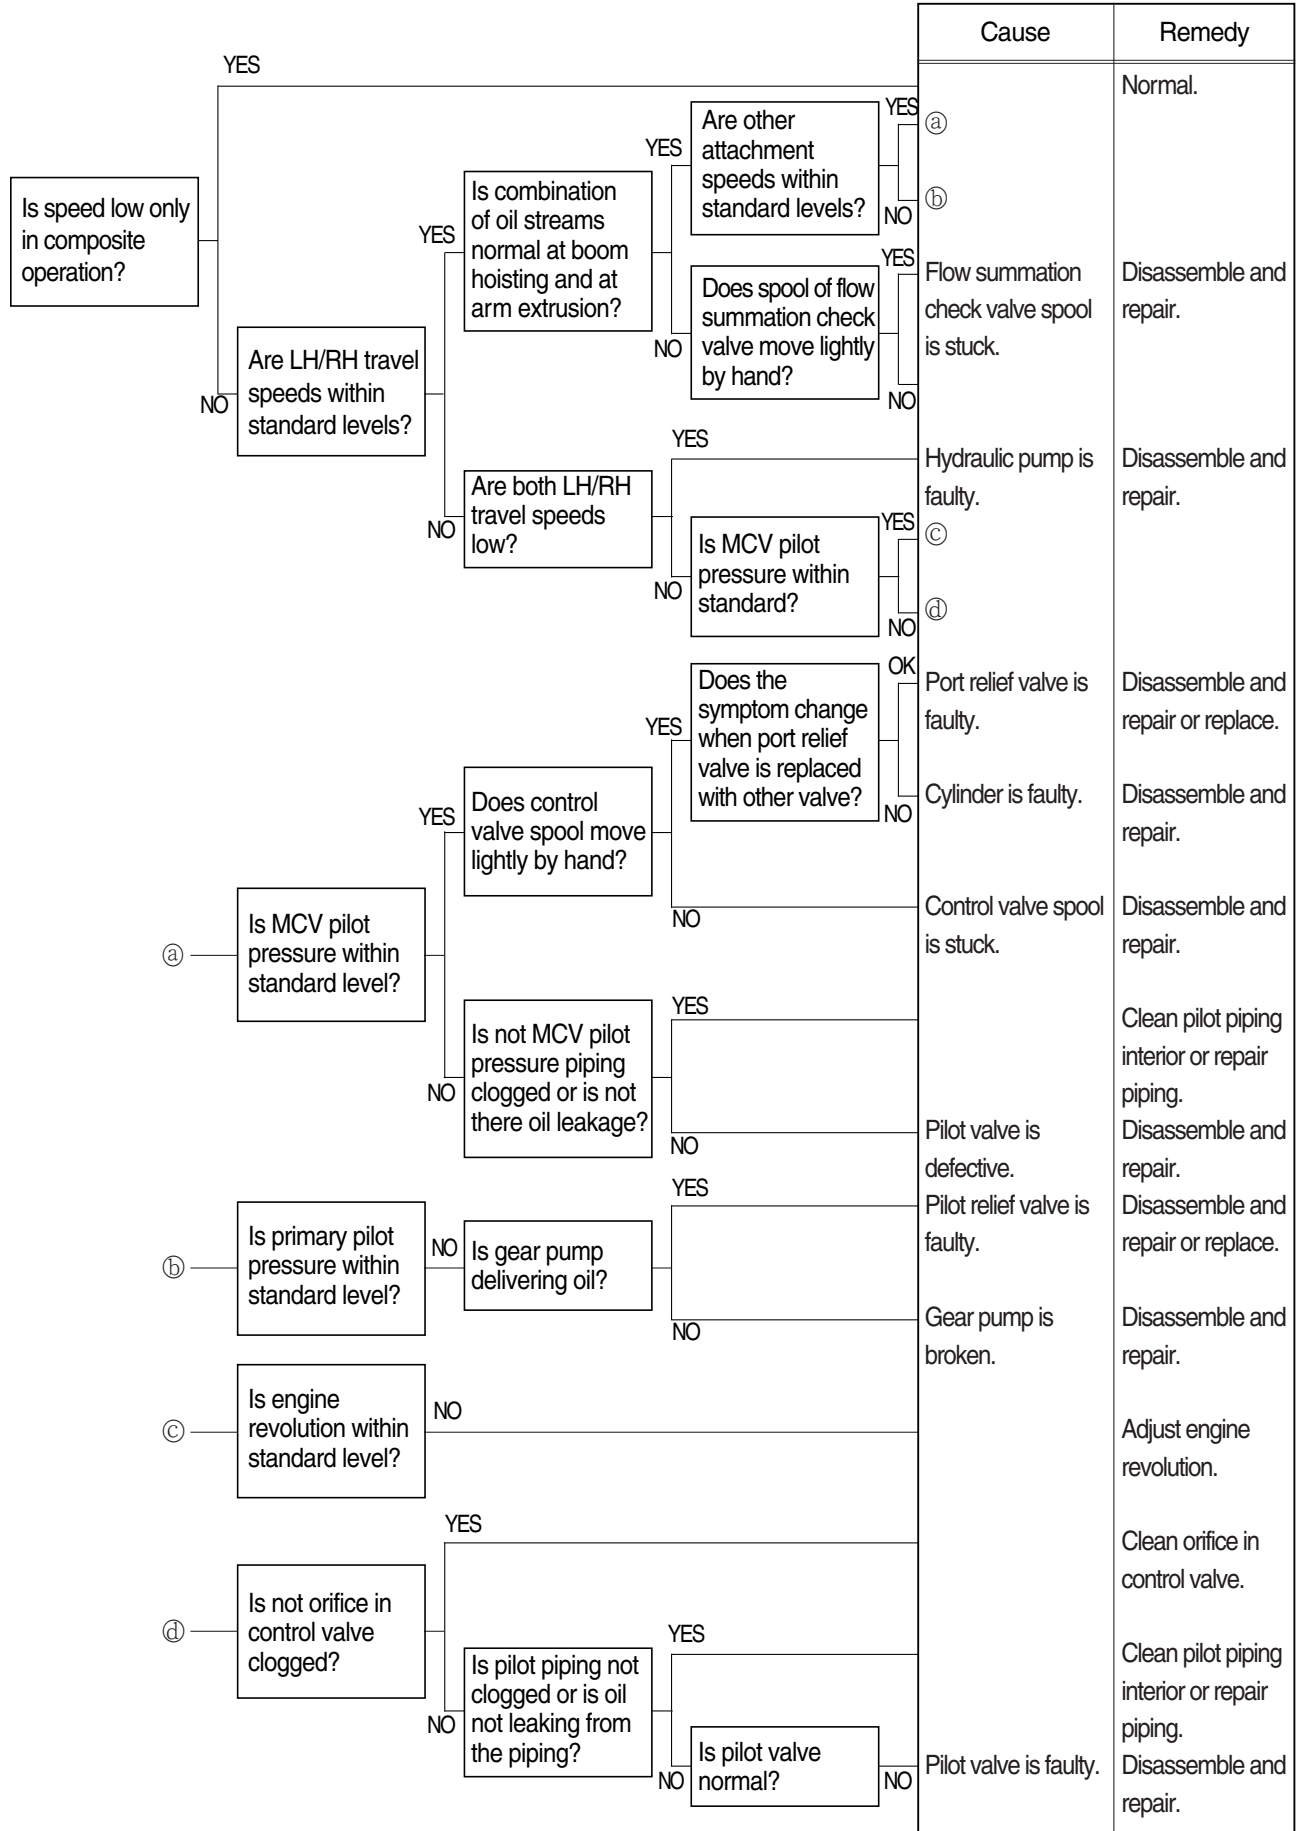 Cause
Remedy
YES
Normal.
Are other
attachment
speeds within
standard levels?
YES
YES
ⓐ
NO
ⓑ
Is speed low only
in composite
operation?
Is combination
of oil streams
normal at boom
hoisting and at
arm extrusion?
YES
Does spool of flow
summation check
valve move lightly
by hand?
NO
YES
NO
Flow summation
check valve spool
is stuck.
Disassemble and
repair.
NO
Are LH/RH travel
speeds within
standard levels?
YES
Hydraulic pump is
faulty.
Disassemble and
repair.
NO
Are both LH/RH
travel speeds
low?
NO
Is MCV pilot
pressure within
standard?
YES
ⓒ
NO
ⓓ
Does the
symptom change
when port relief
valve is replaced
with other valve?
OK
Port relief valve is
faulty.
Disassemble and
repair or replace.
YES
NO
Cylinder is faulty.
Disassemble and
repair.
YES
Does control
valve spool move
lightly by hand?
NO
Control valve spool
is stuck.
Disassemble and
repair.
ⓐ
Is MCV pilot
pressure within
standard level?
YES
Clean pilot piping
interior or repair
piping.
NO
Is not MCV pilot
pressure piping
clogged or is not
there oil leakage?
NO
Pilot valve is
defective.
Disassemble and
repair.
YES
Pilot relief valve is
faulty.
Disassemble and
repair or replace.
ⓑ
Is primary pilot
pressure within
standard level?
NO
Is gear pump
delivering oil?
NO
Gear pump is
broken.
Disassemble and
repair.
ⓒ
Is engine
revolution within
standard level?
NO
Adjust engine
revolution.
YES
Clean orifice in
control valve.
ⓓ
Is not orifice in
control valve
clogged?
YES
Clean pilot piping
interior or repair
piping.
NO
Is pilot piping not
clogged or is oil
not leaking from
the piping?
NO
Is pilot valve
normal?
NO
Pilot valve is faulty.
Disassemble and
repair.